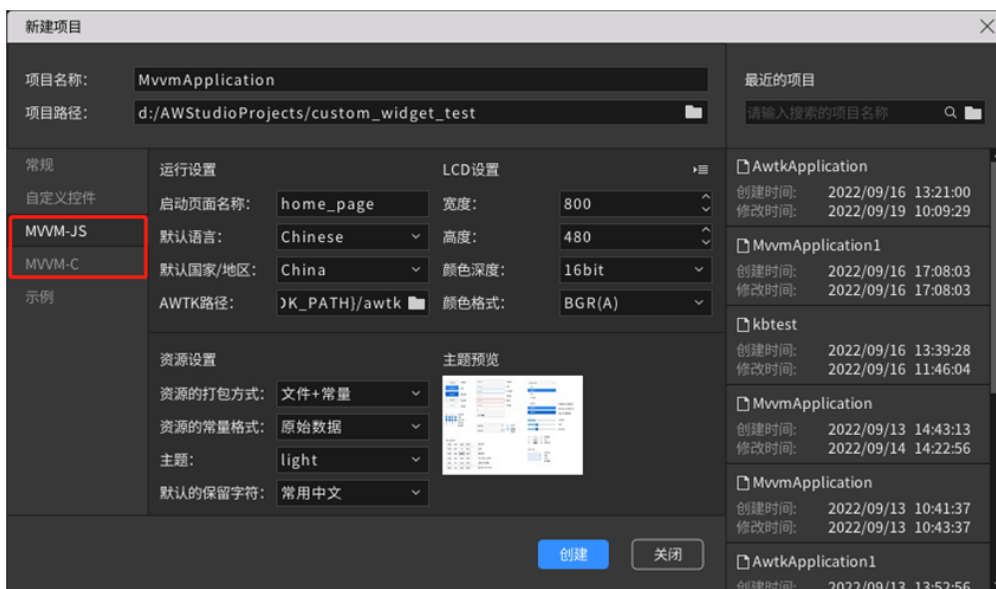 新建项目
项目名称: MvvmApplication
项目路径: d:/AWStudioProjects/custom_widget_test
常规
自定义控件
MVVM-JS
MVVM-C
示例
运行设置
启动页面名称: home_page
默认语言: Chinese
默认国家/地区: China
AWTK路径: OK_PATH}/awtk
LCD设置
宽度: 800
高度: 480
颜色深度: 16bit
颜色格式: BGR(A)
资源设置
资源的打包方式: 文件+常量
资源的常量格式: 原始数据
主题: light
默认的保留字符: 常用中文
主题预览
创建
关闭
最近的项目
请输入搜索的项目名称
AwtkApplication
创建时间: 2022/09/16 13:21:00
修改时间: 2022/09/19 10:09:29
MvvmApplication1
创建时间: 2022/09/16 17:08:03
修改时间: 2022/09/16 17:08:03
kbtest
创建时间: 2022/09/16 13:39:28
修改时间: 2022/09/16 11:46:04
MvvmApplication
创建时间: 2022/09/13 14:43:13
修改时间: 2022/09/14 14:22:56
MvvmApplication
创建时间: 2022/09/13 10:41:37
修改时间: 2022/09/13 10:43:37
AwtkApplication1
创建时间: 2022/09/13 13:52:56